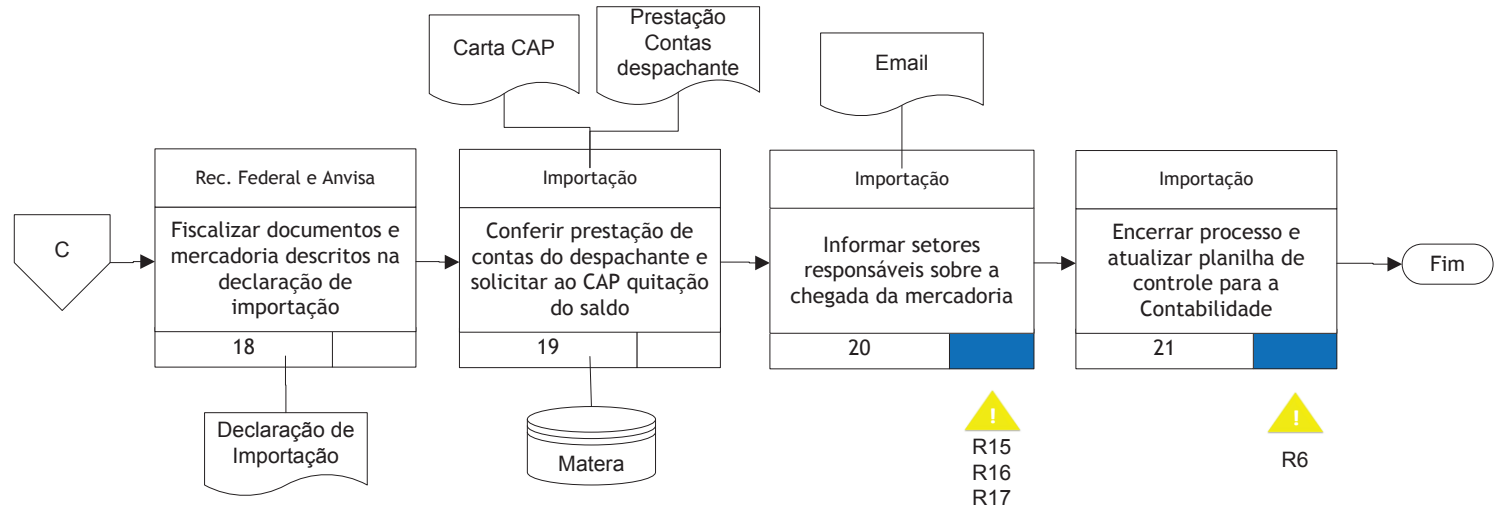 Carta CAP
Prestação
Contas
despachante
Email
C
Rec. Federal e Anvisa
Fiscalizar documentos e
mercadoria descritos na
declaração de
importação
18
Declaração de
Importação
Importação
Conferir prestação de
contas do despachante e
solicitar ao CAP quitação
do saldo
19
Matera
Importação
Informar setores
responsáveis sobre a
chegada da mercadoria
20
!
R15
R16
R17
Importação
Encerrar processo e
atualizar planilha de
controle para a
Contabilidade
21
!
R6
Fim